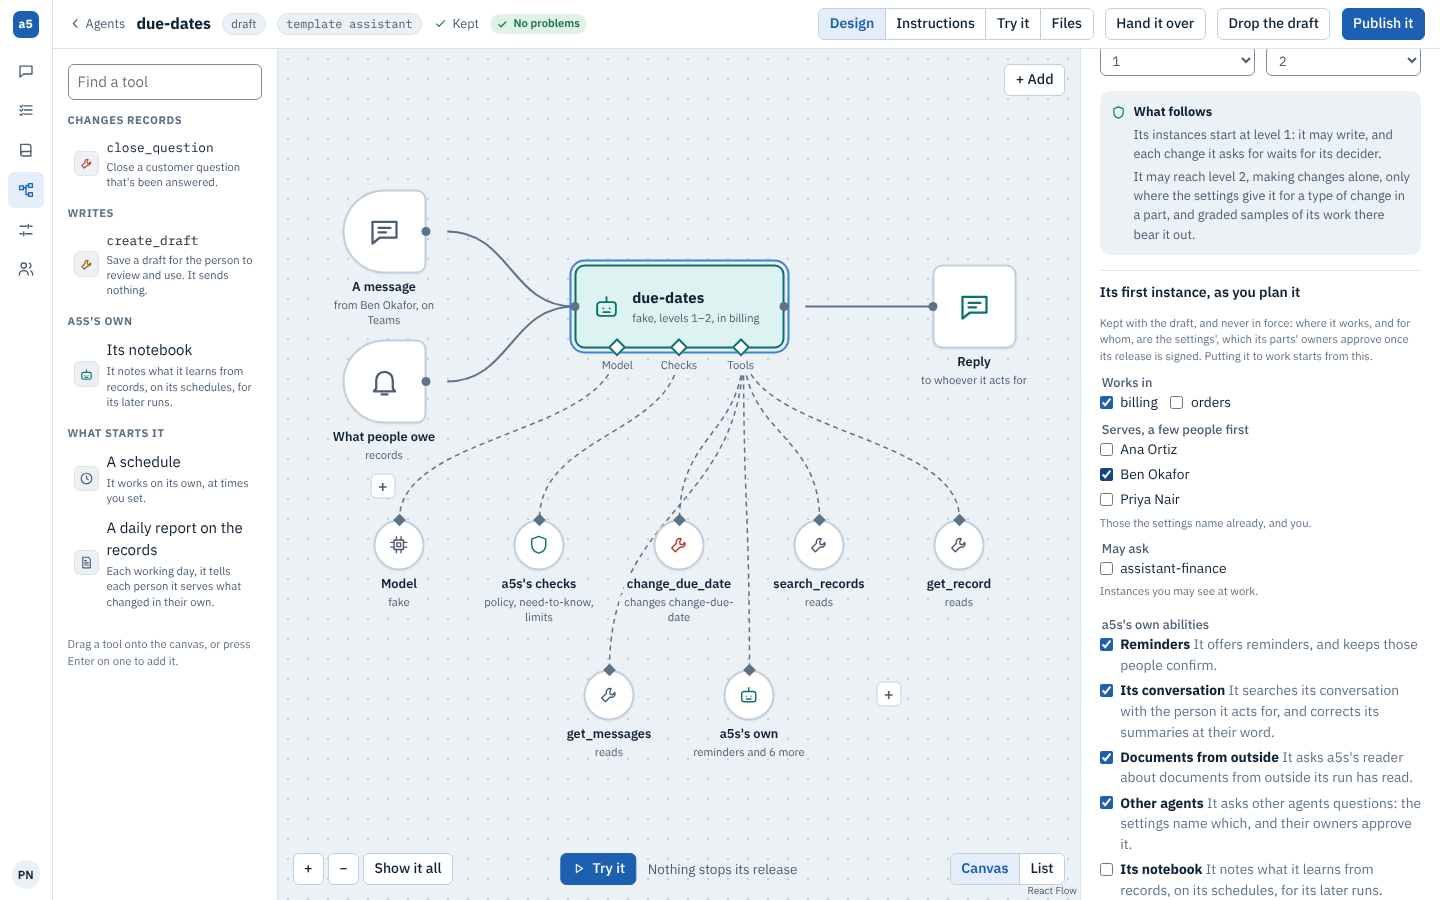 a5
Agents
due-dates
draft
template assistant
Kept
No problems
Design
Instructions
Try it
Files
Hand it over
Drop the draft
Publish it
Find a tool
CHANGES RECORDS
close_question
Close a customer question
that's been answered.
WRITES
create_draft
Save a draft for the person to
review and use. It sends
nothing.
A5S'S OWN
Its notebook
It notes what it learns from
records, on its schedules, for
its later runs.
WHAT STARTS IT
A schedule
It works on its own, at times
you set.
A daily report on the
records
Each working day, it tells
each person it serves what
changed in their own.
Drag a tool onto the canvas, or press
Enter on one to add it.
PN
+ Add
A message
from Ben Okafor, on
Teams
What people owe
records
+
due-dates
fake, levels 1–2, in billing
Model
Checks
Tools
Reply
to whoever it acts for
Model
fake
a5s's checks
policy, need-to-know,
limits
change_due_date
changes change-due-
date
search_records
reads
get_record
reads
get_messages
reads
a5s's own
reminders and 6 more
+
+
−
Show it all
Try it
Nothing stops its release
Canvas
List
React Flow
1
2
What follows
Its instances start at level 1: it may write, and
each change it asks for waits for its decider.
It may reach level 2, making changes alone, only
where the settings give it for a type of change in
a part, and graded samples of its work there
bear it out.
Its first instance, as you plan it
Kept with the draft, and never in force: where it works, and for
whom, are the settings', which its parts' owners approve once
its release is signed. Putting it to work starts from this.
Works in
billing
orders
Serves, a few people first
Ana Ortiz
Ben Okafor
Priya Nair
Those the settings name already, and you.
May ask
assistant-finance
Instances you may see at work.
a5s's own abilities
Reminders It offers reminders, and keeps those
people confirm.
Its conversation It searches its conversation
with the person it acts for, and corrects its
summaries at their word.
Documents from outside It asks a5s's reader
about documents from outside its run has read.
Other agents It asks other agents questions: the
settings name which, and their owners approve
it.
Its notebook It notes what it learns from
records, on its schedules, for its later runs.